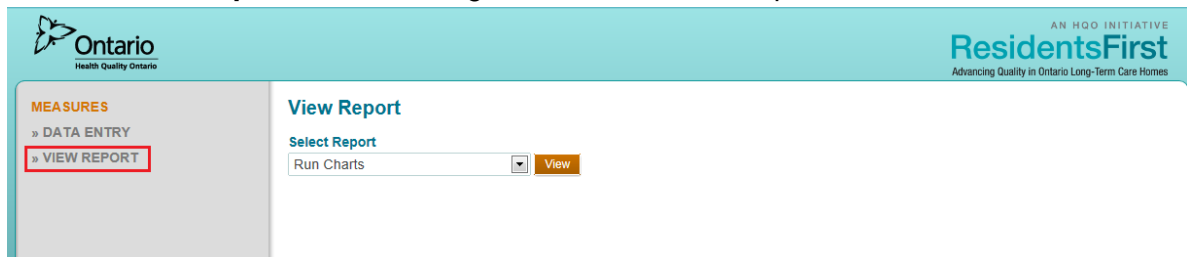 Ontario
Health Quality Ontario
AN HQO INITIATIVE
ResidentsFirst
Advancing Quality in Ontario Long-Term Care Homes
MEASURES
» DATA ENTRY
» VIEW REPORT
View Report
Select Report
Run Charts
View